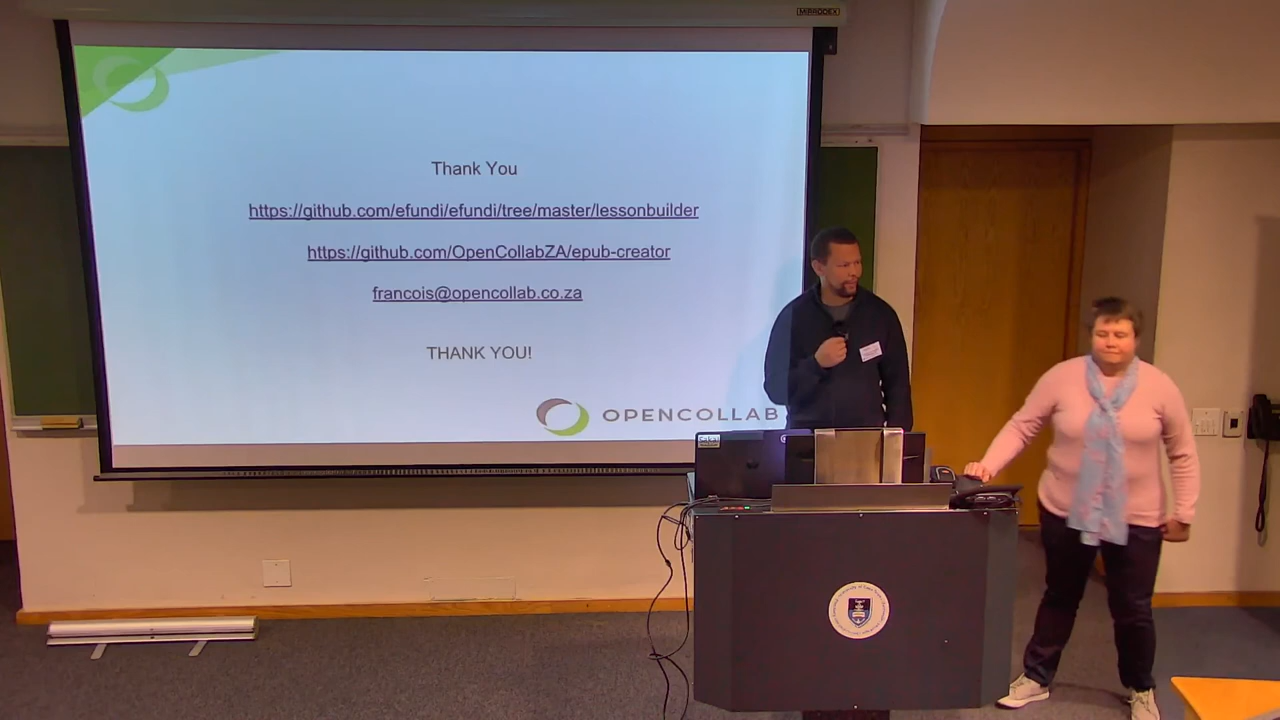 MIRRODEX
Thank You
https://github.com/efundi/efundi/tree/master/lessonbuilder
https://github.com/OpenCollabZA/epub-creator
francois@opencollab.co.za
THANK YOU!
OPENCOLLAB
Sakai